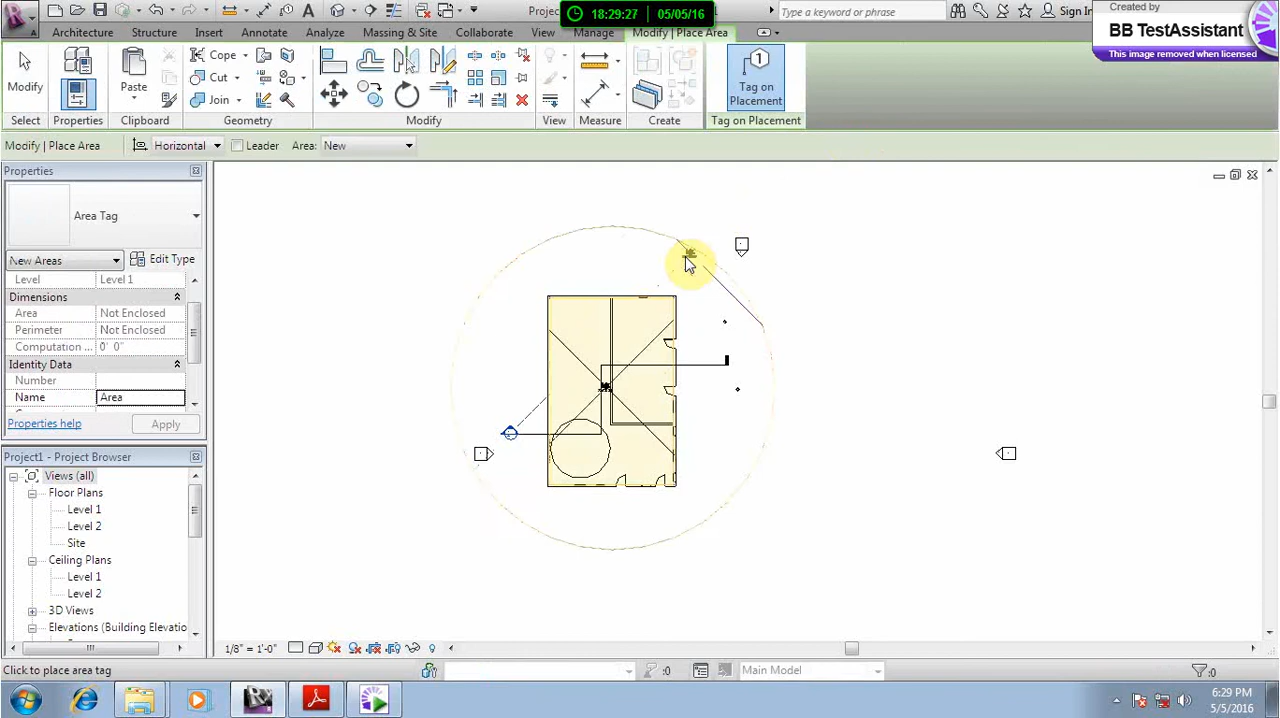 18:29:27 05/05/16
Type a keyword or phrase
Sign In
Created by
BB TestAssistant
This image removed when licensed
Architecture Structure Insert Annotate Analyze Massing & Site Collaborate View Manage Modify | Place Area
Modify
Paste
Cope
Cut
Join
1
Tag on
Placement
Select Properties Clipboard Geometry Modify View Measure Create Tag on Placement
Modify | Place Area Horizontal Leader Area: New
Properties
Area Tag
New Areas Edit Type
Level Level 1
Dimensions
Area Not Enclosed
Perimeter Not Enclosed
Computation ... 0' 0"
Identity Data
Number
Name Area
Properties help Apply
Project1 - Project Browser
Views (all)
Floor Plans
Level 1
Level 2
Site
Ceiling Plans
Level 1
Level 2
3D Views
Elevations (Building Elevatio
1/8" = 1'-0"
Click to place area tag
:0
Main Model
:0
6:29 PM
5/5/2016